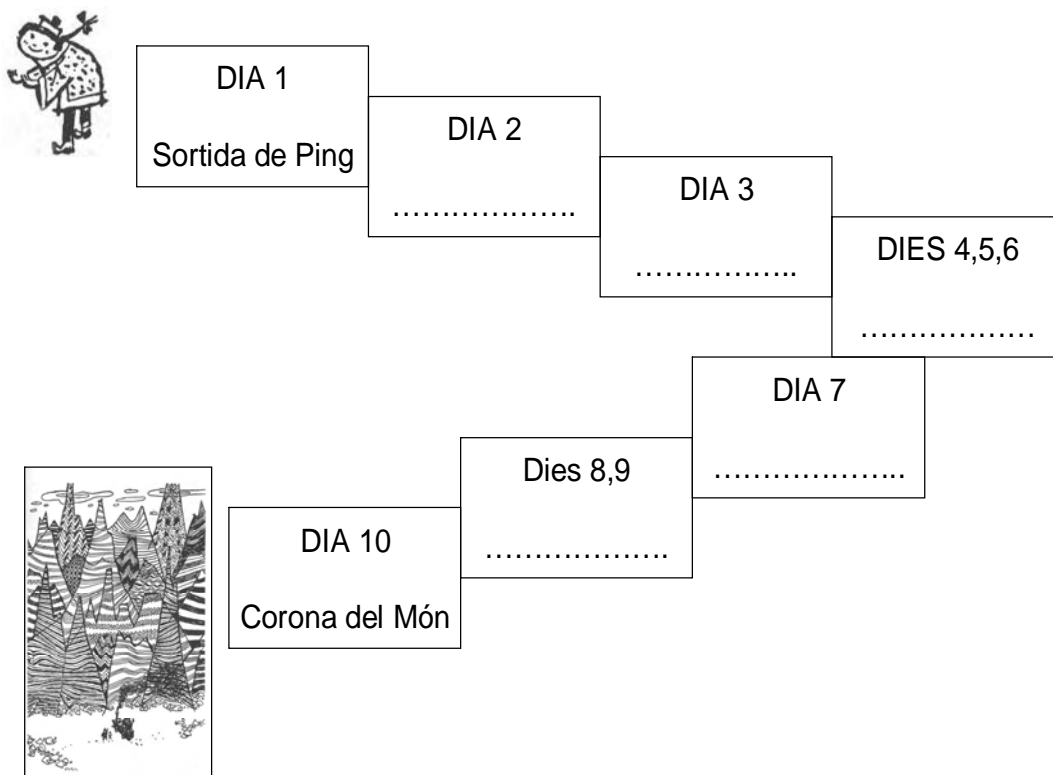 DIA 1
Sortida de Ping
DIA 2
………………….
DIA 3
………………..
DIES 4,5,6
………………
DIA 7
………………...
Dies 8,9
……………….
DIA 10
Corona del Món